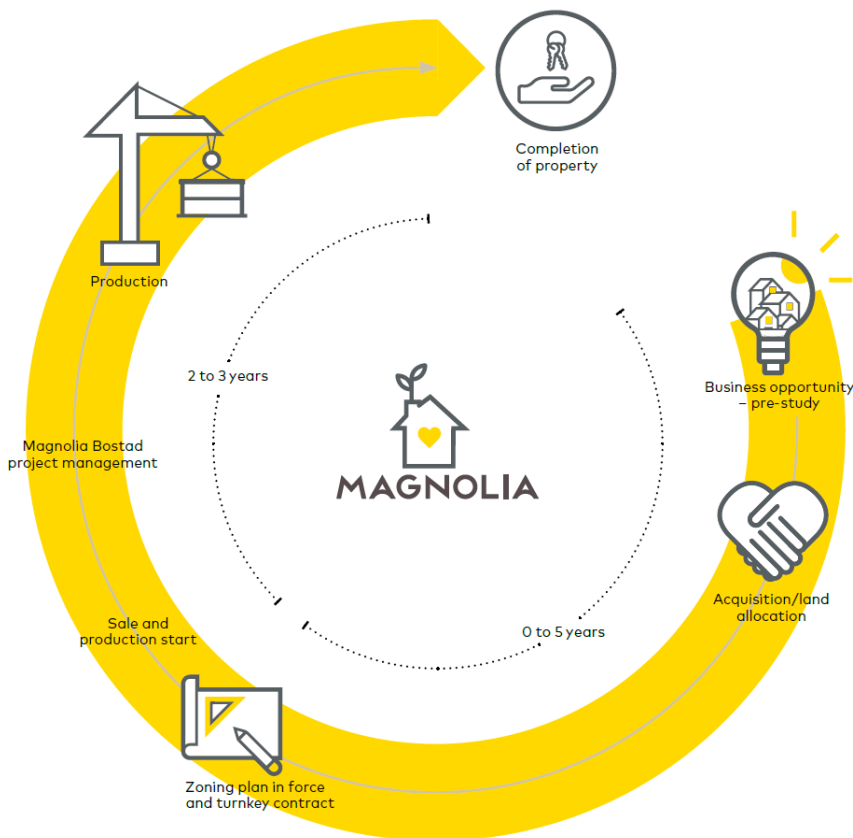 Completion
of property
Production
Business opportunity
– pre-study
2 to 3 years
Magnolia Bostad
project management
MAGNOLIA
Acquisition/land
allocation
Sale and
production start
0 to 5 years
Zoning plan in force
and turnkey contract